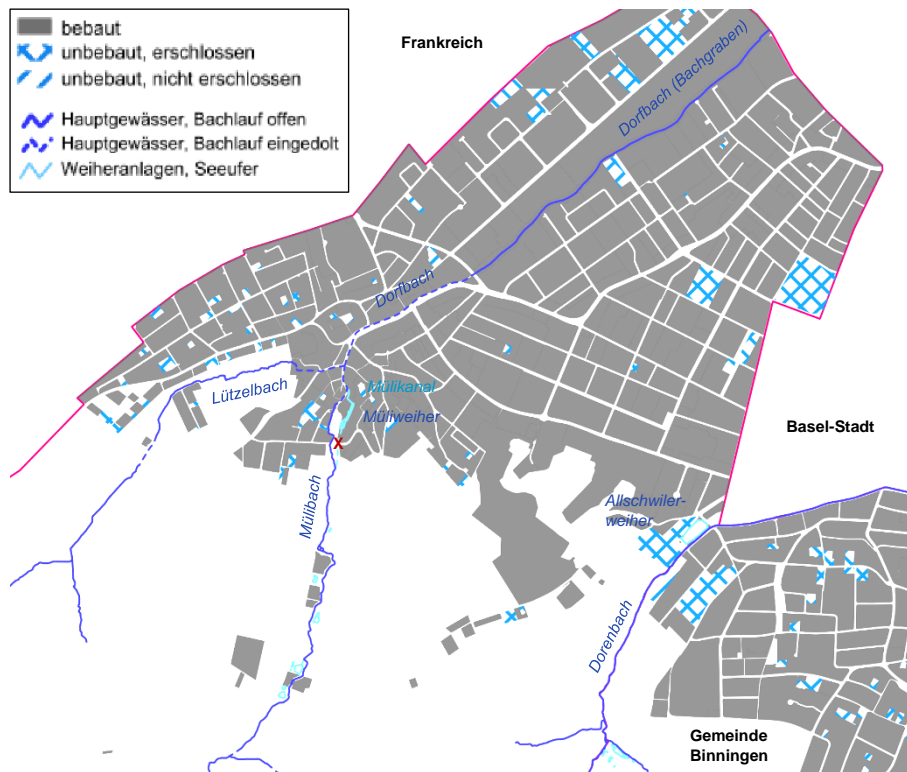 bebaut
unbebaut, erschlossen
unbebaut, nicht erschlossen
Hauptgewässer, Bachlauf offen
Hauptgewässer, Bachlauf eingedolt
Weiheranlagen, Seeufer
Frankreich
Dorfbach (Bachgraben)
Dorfbach
Lützelbach
Mülikanal
Müliweiher
X
Basel-Stadt
Mülibach
Allschwiler-
weiher
Dorenbach
Gemeinde
Binningen